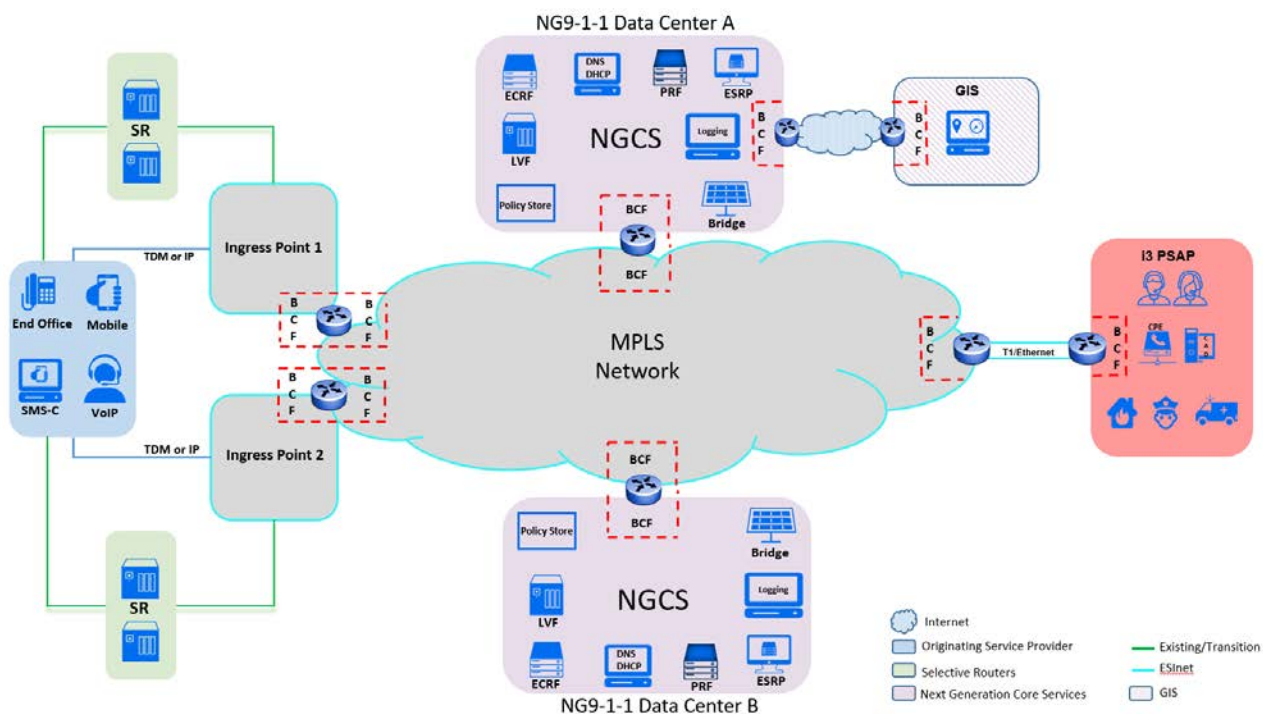 NG9-1-1 Data Center A
ECRF
DNS
DHCP
PRF
ESRP
LVF
NGCS
Logging
Policy Store
Bridge
B
C
F
B
C
F
GIS
BCF
BCF
SR
Ingress Point 1
TDM or IP
End Office
Mobile
SMS-C
VoIP
B
C
F
B
C
F
B
C
F
B
C
F
TDM or IP
Ingress Point 2
SR
MPLS
Network
B
C
F
T1/Ethernet
B
C
F
i3 PSAP
CPE
C
A
D
BCF
BCF
Policy Store
Bridge
LVF
NGCS
Logging
ECRF
DNS
DHCP
PRF
ESRP
NG9-1-1 Data Center B
Internet
Originating Service Provider
Selective Routers
Next Generation Core Services
Existing/Transition
ESInet
GIS